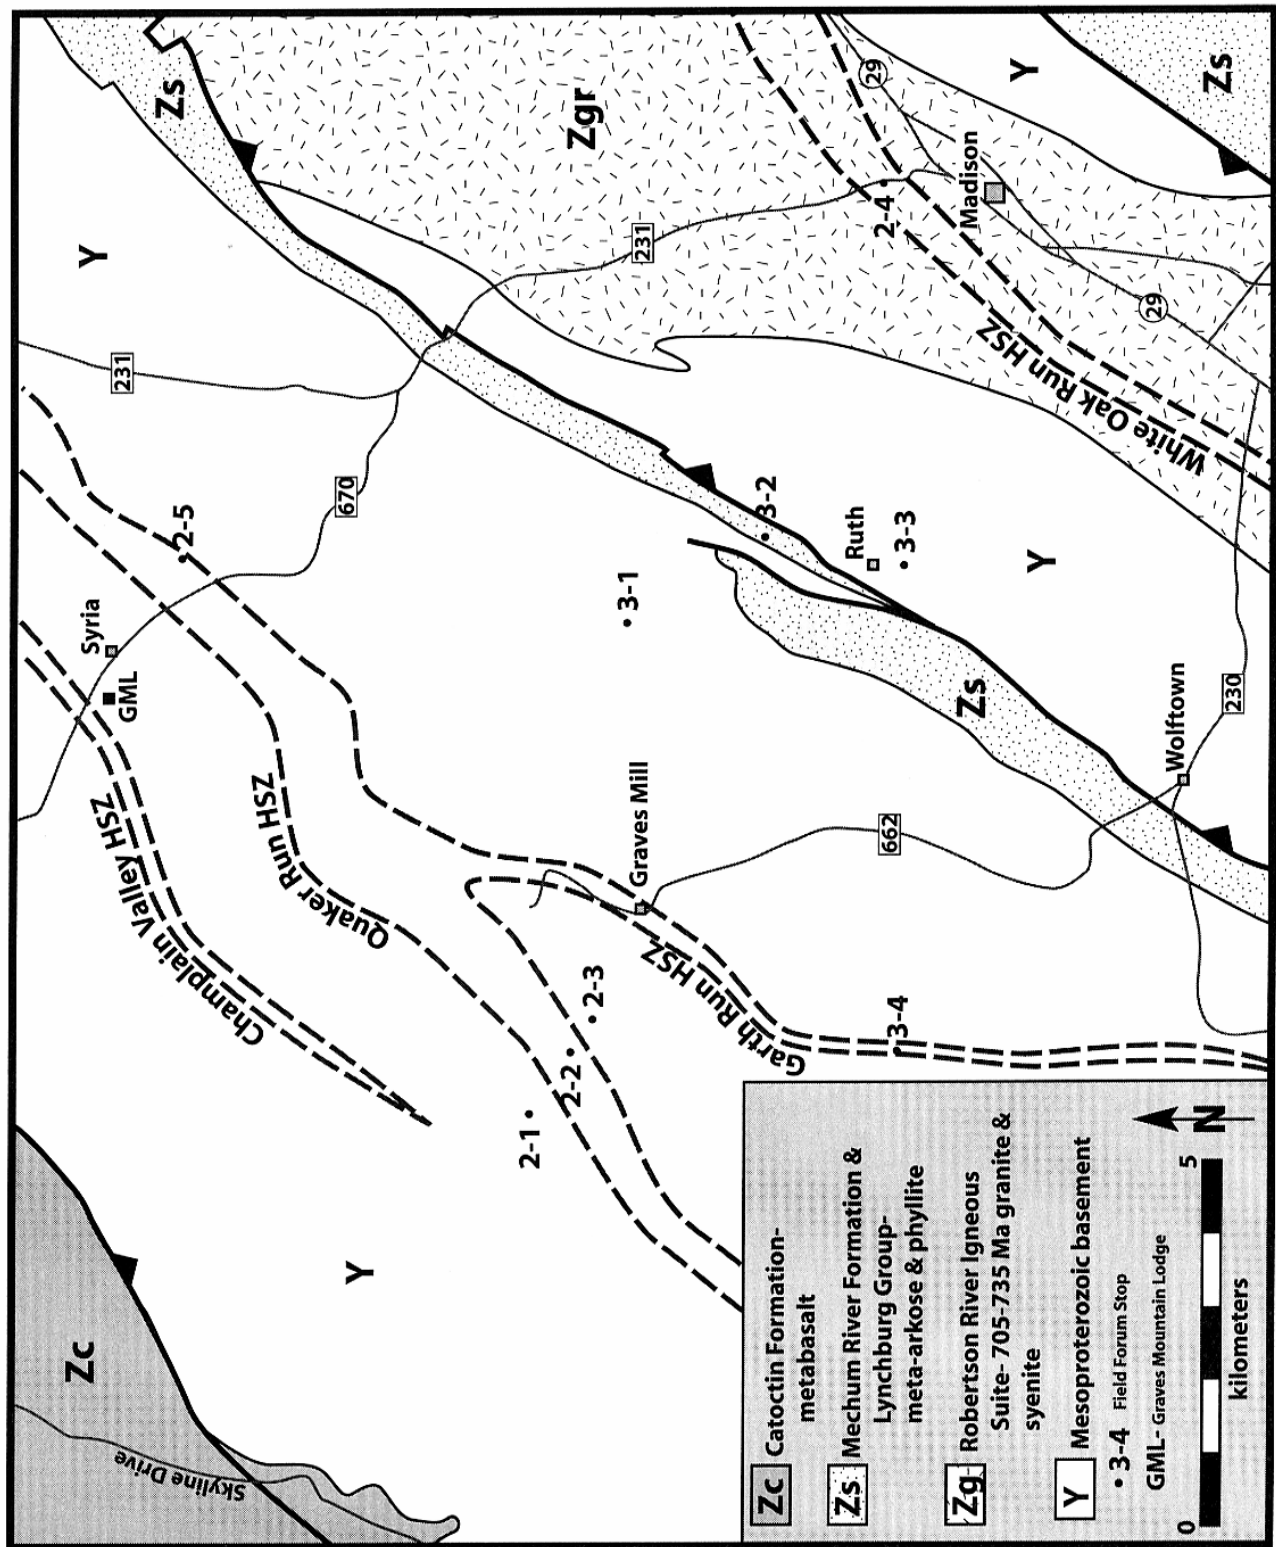 Zc
Skyline Drive
Y
Champlain Valley HSZ
GML
Syria
231
Y
Zs
Quaker Run HSZ
2-5
670
2-1
2-2
2-3
Graves Mill
3-1
231
Zgr
Garth Run HSZ
3-2
Ruth
3-3
3-4
662
Zs
2-4
Madison
29
Y
Y
White Oak Run HSZ
29
Wolftown
230
Zs
Zc Catoctin Formation-
metabasalt
Zs Mechum River Formation &
Lynchburg Group-
meta-arkose & phyllite
Zg Robertson River Igneous
Suite- 705-735 Ma granite &
syenite
Y Mesoproterozoic basement
• 3-4 Field Forum Stop
GML- Graves Mountain Lodge
N
0 5
kilometers